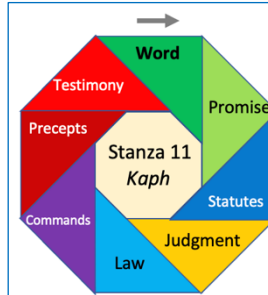 Word
Promise
Statutes
Judgment
Law
Commands
Precepts
Testimony
Stanza 11
Kaph